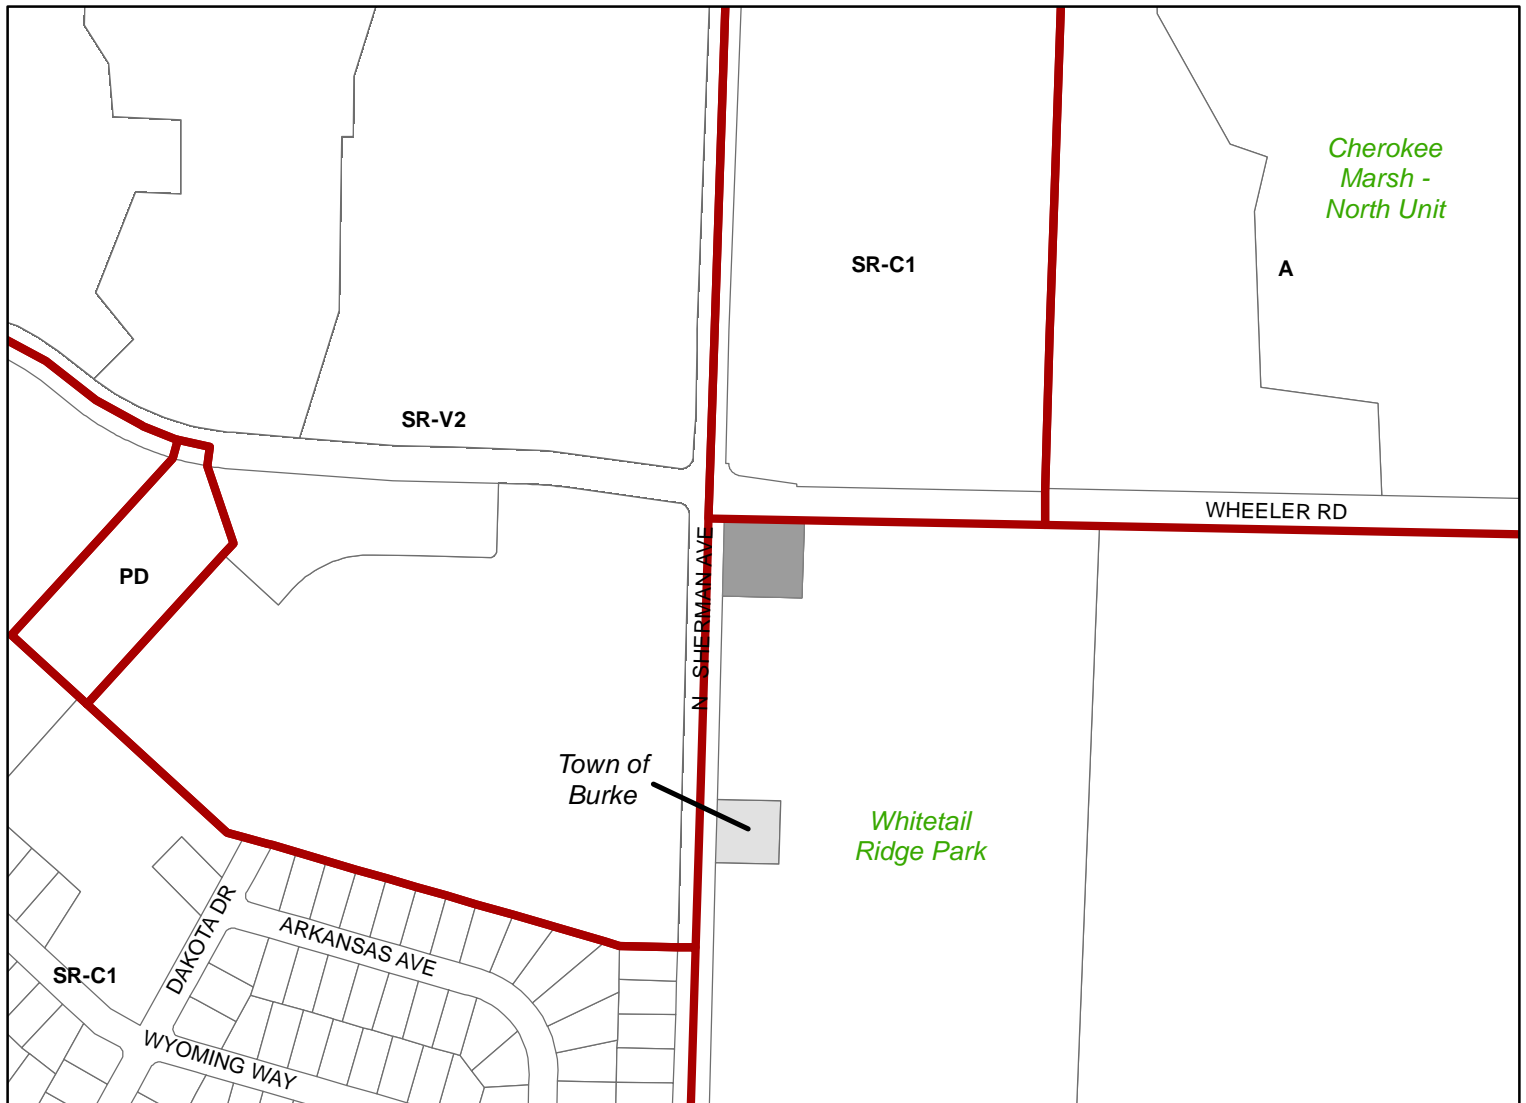 Cherokee
Marsh -
North Unit
SR-C1
A
SR-V2
WHEELER RD
PD
N SHERMAN AVE
Town of
Burke
Whitetail
Ridge Park
DAKOTA DR
ARKANSAS AVE
SR-C1
WYOMING WAY